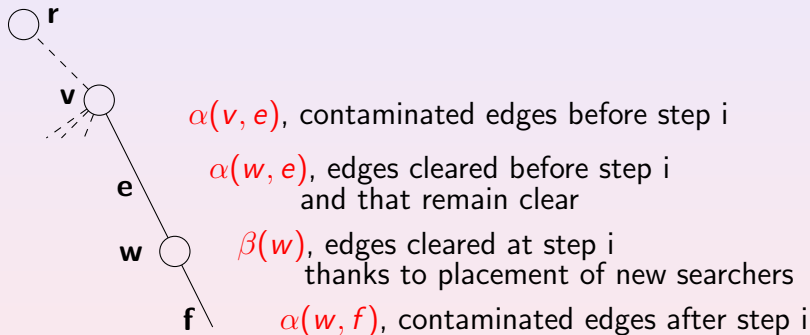 r
v
α(v, e), contaminated edges before step i
α(w, e), edges cleared before step i
and that remain clear
e
w
β(w), edges cleared at step i
thanks to placement of new searchers
f
α(w, f), contaminated edges after step i